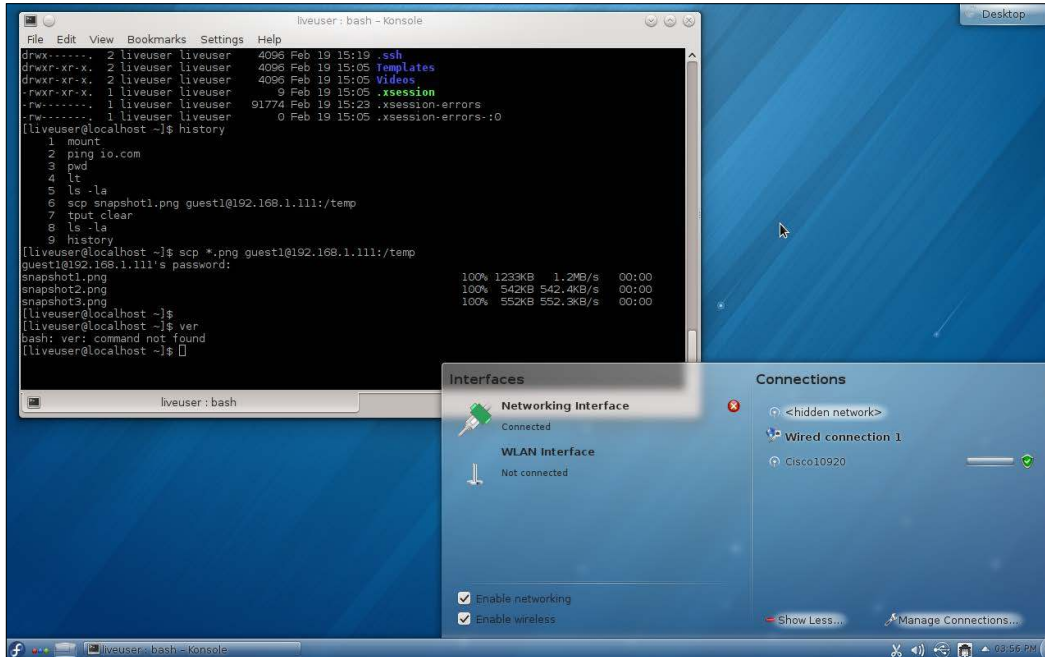 liveuser : bash – Konsole
Desktop
File Edit View Bookmarks Settings Help
drwx------. 2 liveuser liveuser 4096 Feb 19 15:19 .ssh
drwxr-xr-x. 2 liveuser liveuser 4096 Feb 19 15:05 Templates
drwxr-xr-x. 2 liveuser liveuser 4096 Feb 19 15:05 Videos
-rwxr-xr-x. 1 liveuser liveuser 9 Feb 19 15:05 .xsession
-rw-------. 1 liveuser liveuser 91774 Feb 19 15:23 .xsession-errors
-rw-------. 1 liveuser liveuser 0 Feb 19 15:05 .xsession-errors-:0
[liveuser@localhost ~]$ history
1 mount
2 ping io.com
3 pwd
4 lt
5 ls -la
6 scp snapshot1.png guest1@192.168.1.111:/temp
7 tput clear
8 ls -la
9 history
[liveuser@localhost ~]$ scp *.png guest1@192.168.1.111:/temp
guest1@192.168.1.111's password:
snapshot1.png 100% 1233KB 1.2MB/s 00:00
snapshot2.png 100% 542KB 542.4KB/s 00:00
snapshot3.png 100% 552KB 552.3KB/s 00:00
[liveuser@localhost ~]$
[liveuser@localhost ~]$ ver
bash: ver: command not found
[liveuser@localhost ~]$
liveuser : bash
Interfaces
Networking Interface
Connected
WLAN Interface
Not connected
Enable networking
Enable wireless
Connections
<hidden network>
Wired connection 1
Cisco10920
Show Less...
Manage Connections...
liveuser : bash – Konsole
03:56 PM